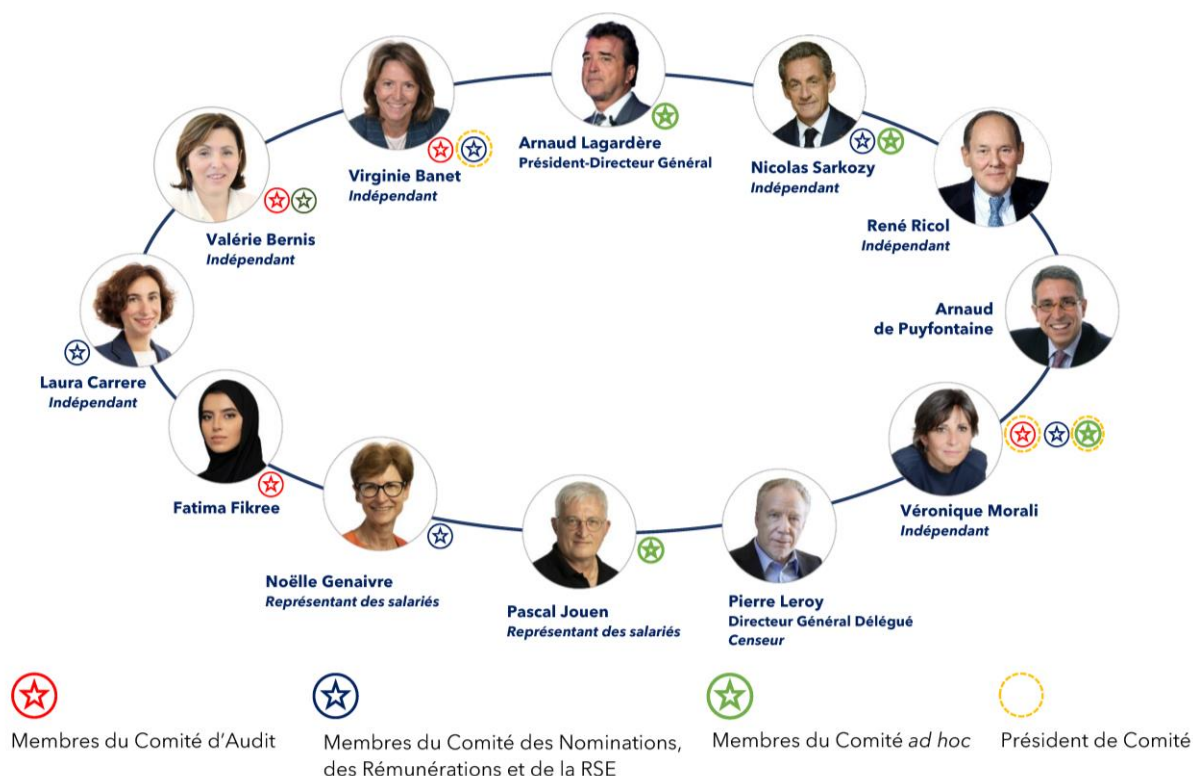 Arnaud Lagardère
Président-Directeur Général
Virginie Banet
Indépendant
Nicolas Sarkozy
Indépendant
René Ricol
Indépendant
Valérie Bernis
Indépendant
Arnaud
de Puyfontaine
Laura Carrere
Indépendant
Fatima Fikree
Véronique Morali
Indépendant
Noëlle Genaivre
Représentant des salariés
Pascal Jouen
Représentant des salariés
Pierre Leroy
Directeur Général Délégué
Censeur
Membres du Comité d’Audit
Membres du Comité des Nominations,
des Rémunérations et de la RSE
Membres du Comité ad hoc
Président de Comité